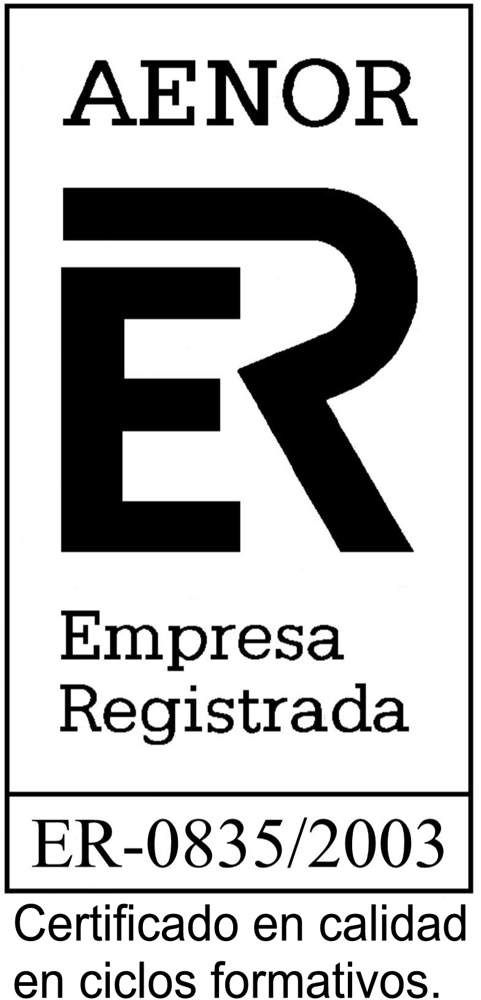 AENOR
ER
Empresa
Registrada
ER-0835/2003
Certificado en calidad
en ciclos formativos.